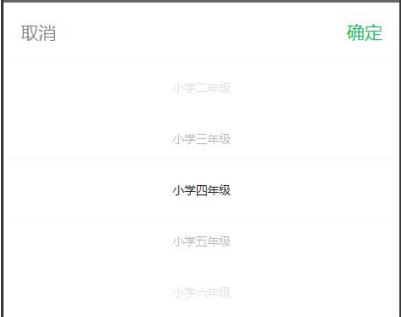 取消 确定
小学二年级
小学三年级
小学四年级
小学五年级
小学六年级